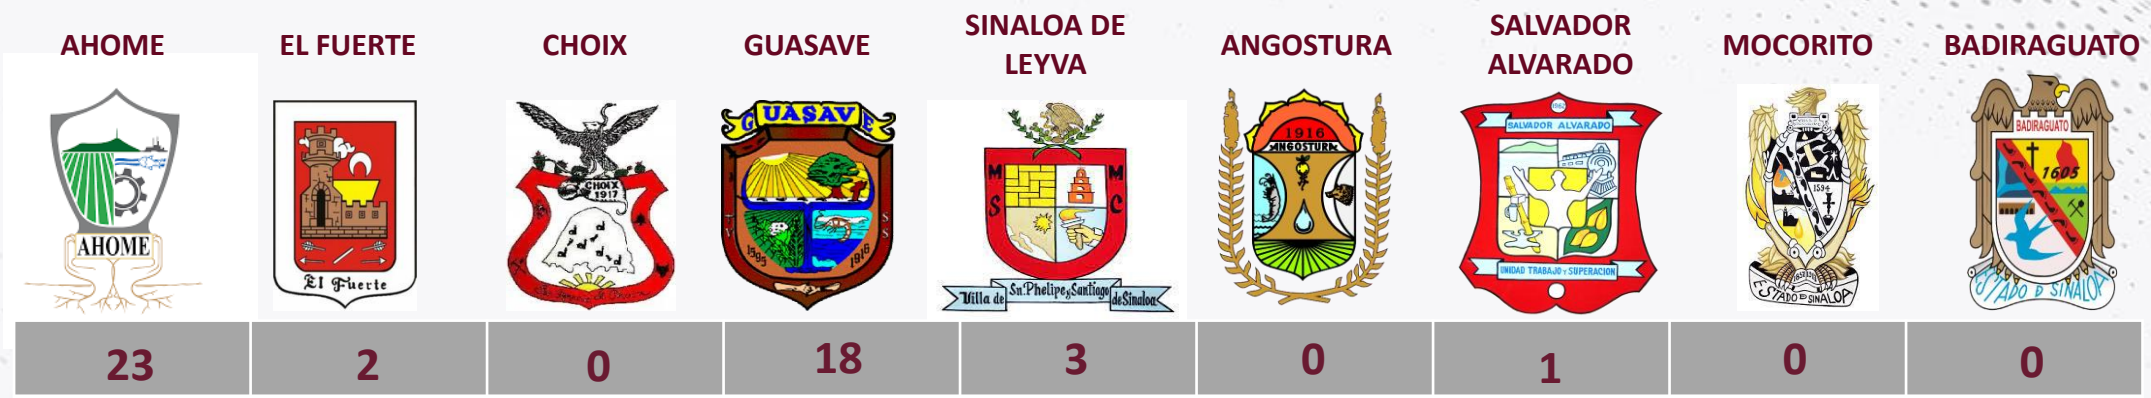 AHOME
EL FUERTE
CHOIX
GUASAVE
SINALOA DE
LEYVA
ANGOSTURA
SALVADOR
ALVARADO
MOCORITO
BADIRAGUATO
AHOME
El Fuerte
CHOIX
1917
GUASAVE
1595
1916
M M
S C
Villa de Sn. Phelipe y Santiago de Sinaloa
1916
ANGOSTURA
1962
SALVADOR ALVARADO
UNIDAD TRABAJO Y SUPERACION
1594
ESTADO D SINALOA
BADIRAGUATO
1605
ESTADO D SINALOA
23
2
0
18
3
0
1
0
0